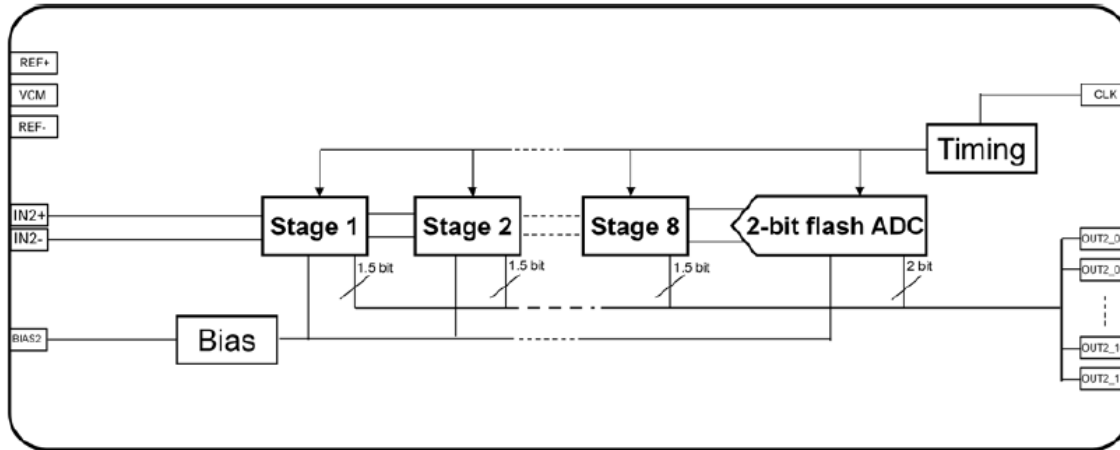 REF+
VCM
REF-
CLK
Timing
IN2+
IN2-
Stage 1
Stage 2
Stage 8
2-bit flash ADC
1.5 bit
1.5 bit
1.5 bit
2 bit
OUT2_0
OUT2_0
OUT2_1
OUT2_1
BIAS2
Bias